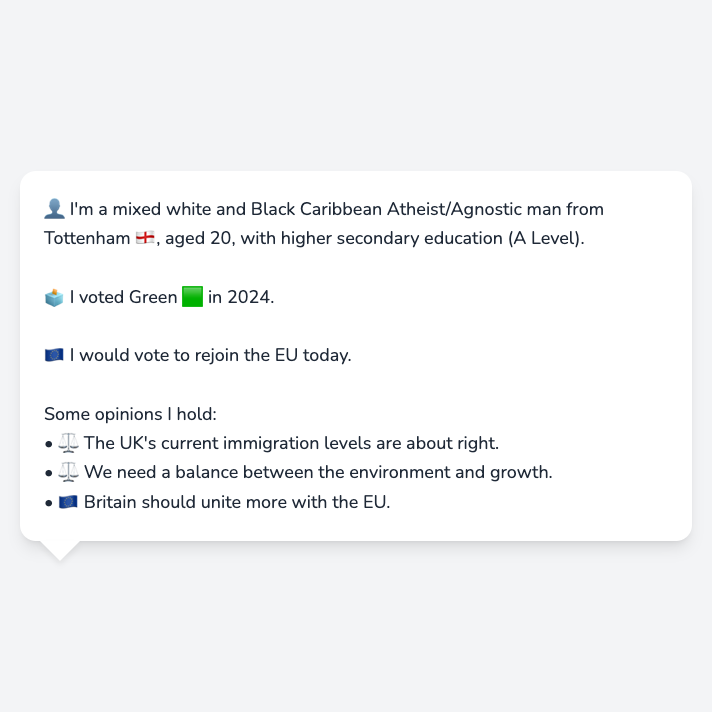 👤 I'm a mixed white and Black Caribbean Atheist/Agnostic man from
Tottenham 🏴󠁧󠁢󠁥󠁮󠁧󠁿, aged 20, with higher secondary education (A Level).
🗳️ I voted Green 🟩 in 2024.
🇪🇺 I would vote to rejoin the EU today.
Some opinions I hold:
• ⚖️ The UK's current immigration levels are about right.
• ⚖️ We need a balance between the environment and growth.
• 🇪🇺 Britain should unite more with the EU.